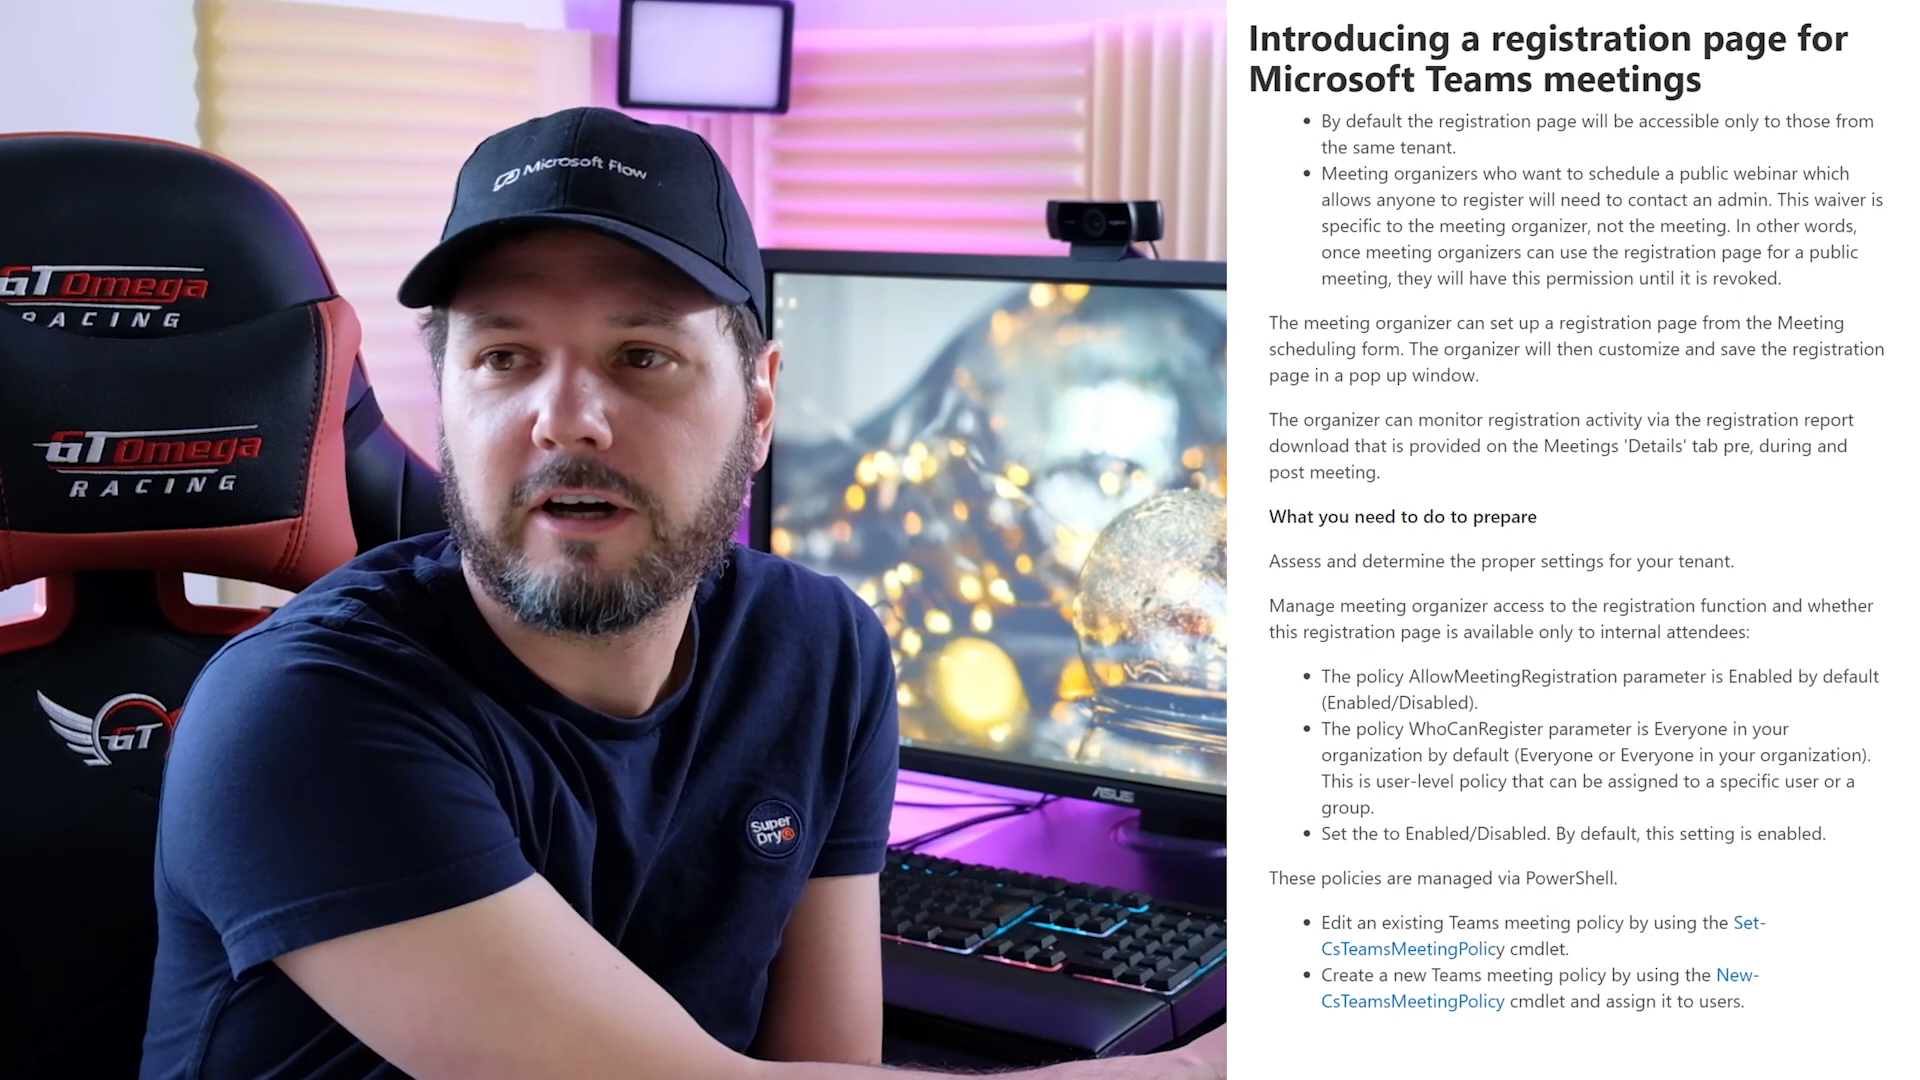 Introducing a registration page for
Microsoft Teams meetings
• By default the registration page will be accessible only to those from
the same tenant.
• Meeting organizers who want to schedule a public webinar which
allows anyone to register will need to contact an admin. This waiver is
specific to the meeting organizer, not the meeting. In other words,
once meeting organizers can use the registration page for a public
meeting, they will have this permission until it is revoked.
The meeting organizer can set up a registration page from the Meeting
scheduling form. The organizer will then customize and save the registration
page in a pop up window.
The organizer can monitor registration activity via the registration report
download that is provided on the Meetings 'Details' tab pre, during and
post meeting.
What you need to do to prepare
Assess and determine the proper settings for your tenant.
Manage meeting organizer access to the registration function and whether
this registration page is available only to internal attendees:
• The policy AllowMeetingRegistration parameter is Enabled by default
(Enabled/Disabled).
• The policy WhoCanRegister parameter is Everyone in your
organization by default (Everyone or Everyone in your organization).
This is user-level policy that can be assigned to a specific user or a
group.
• Set the to Enabled/Disabled. By default, this setting is enabled.
These policies are managed via PowerShell.
• Edit an existing Teams meeting policy by using the Set-
CsTeamsMeetingPolicy cmdlet.
• Create a new Teams meeting policy by using the New-
CsTeamsMeetingPolicy cmdlet and assign it to users.
Microsoft Flow
GT Omega
RACING
GT Omega
RACING
GT
Super
Dry®
ASUS